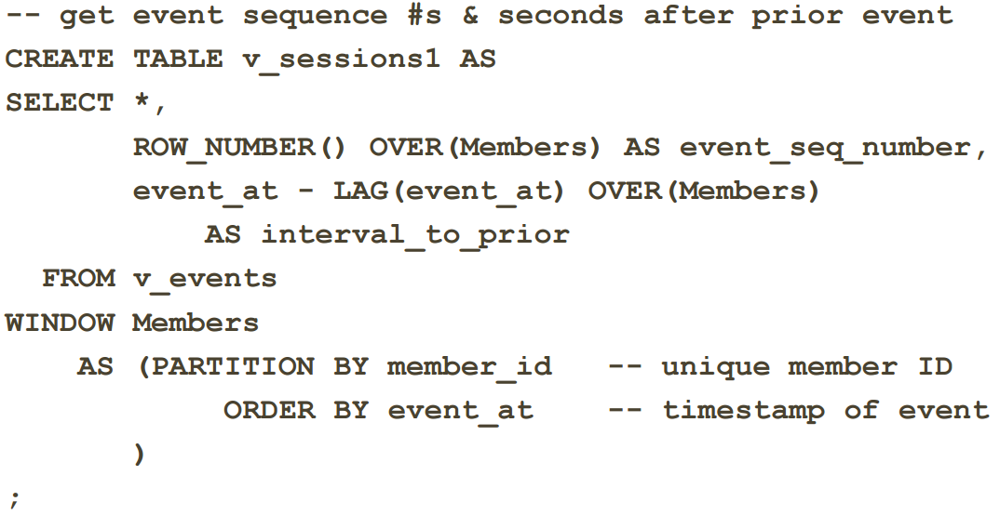 -- get event sequence #s & seconds after prior event
CREATE TABLE v_sessions1 AS
SELECT *,
       ROW_NUMBER() OVER(Members) AS event_seq_number,
       event_at - LAG(event_at) OVER(Members)
           AS interval_to_prior
  FROM v_events
WINDOW Members
    AS (PARTITION BY member_id   -- unique member ID
            ORDER BY event_at    -- timestamp of event
       )
;